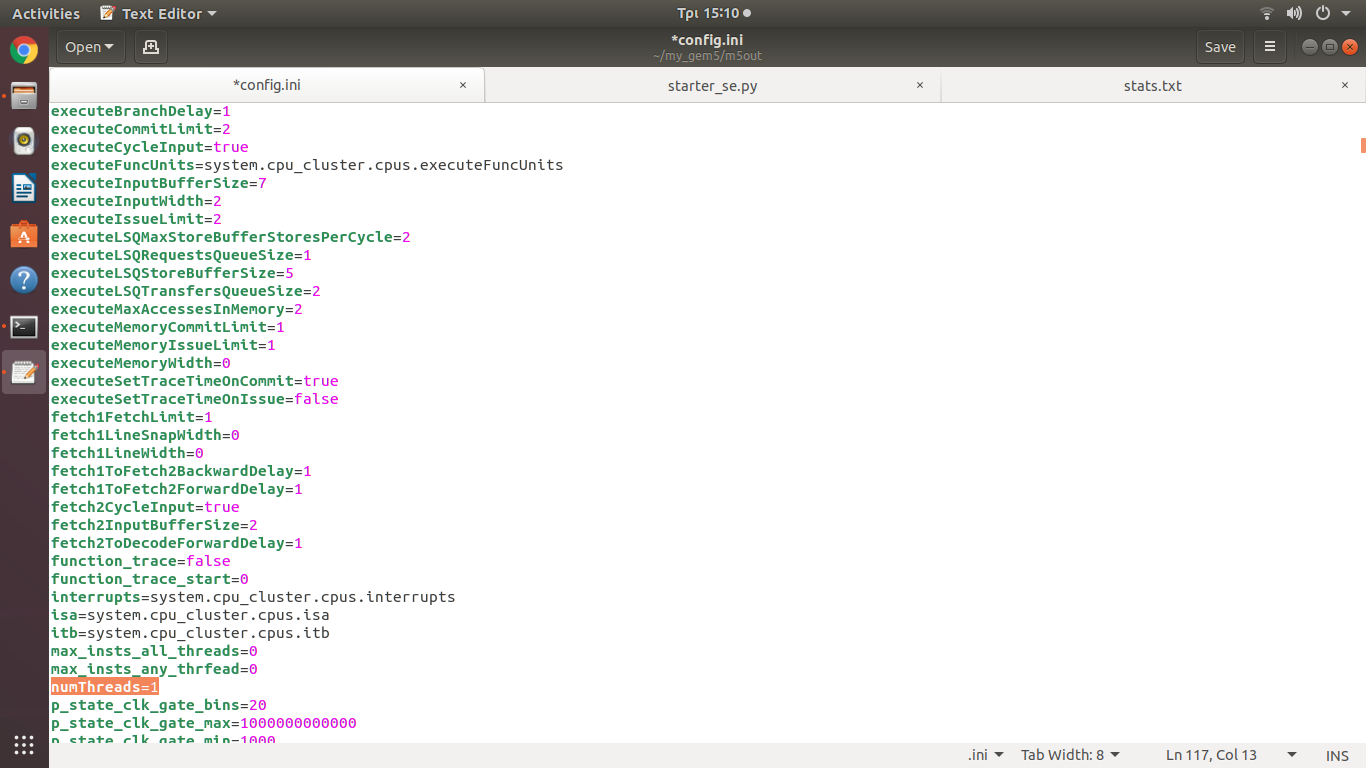 Activities Text Editor Τρι 15:10
Open *config.ini Save
~/my_gem5/m5out
*config.ini × starter_se.py × stats.txt ×
executeBranchDelay=1
executeCommitLimit=2
executeCycleInput=true
executeFuncUnits=system.cpu_cluster.cpus.executeFuncUnits
executeInputBufferSize=7
executeInputWidth=2
executeIssueLimit=2
executeLSQMaxStoreBufferStoresPerCycle=2
executeLSQRequestsQueueSize=1
executeLSQStoreBufferSize=5
executeLSQTransfersQueueSize=2
executeMaxAccessesInMemory=2
executeMemoryCommitLimit=1
executeMemoryIssueLimit=1
executeMemoryWidth=0
executeSetTraceTimeOnCommit=true
executeSetTraceTimeOnIssue=false
fetch1FetchLimit=1
fetch1LineSnapWidth=0
fetch1LineWidth=0
fetch1ToFetch2BackwardDelay=1
fetch1ToFetch2ForwardDelay=1
fetch2CycleInput=true
fetch2InputBufferSize=2
fetch2ToDecodeForwardDelay=1
function_trace=false
function_trace_start=0
interrupts=system.cpu_cluster.cpus.interrupts
isa=system.cpu_cluster.cpus.isa
itb=system.cpu_cluster.cpus.itb
max_insts_all_threads=0
max_insts_any_thrfead=0
numThreads=1
p_state_clk_gate_bins=20
p_state_clk_gate_max=1000000000000
p_state_clk_gate_min=1000
.ini Tab Width: 8 Ln 117, Col 13 INS